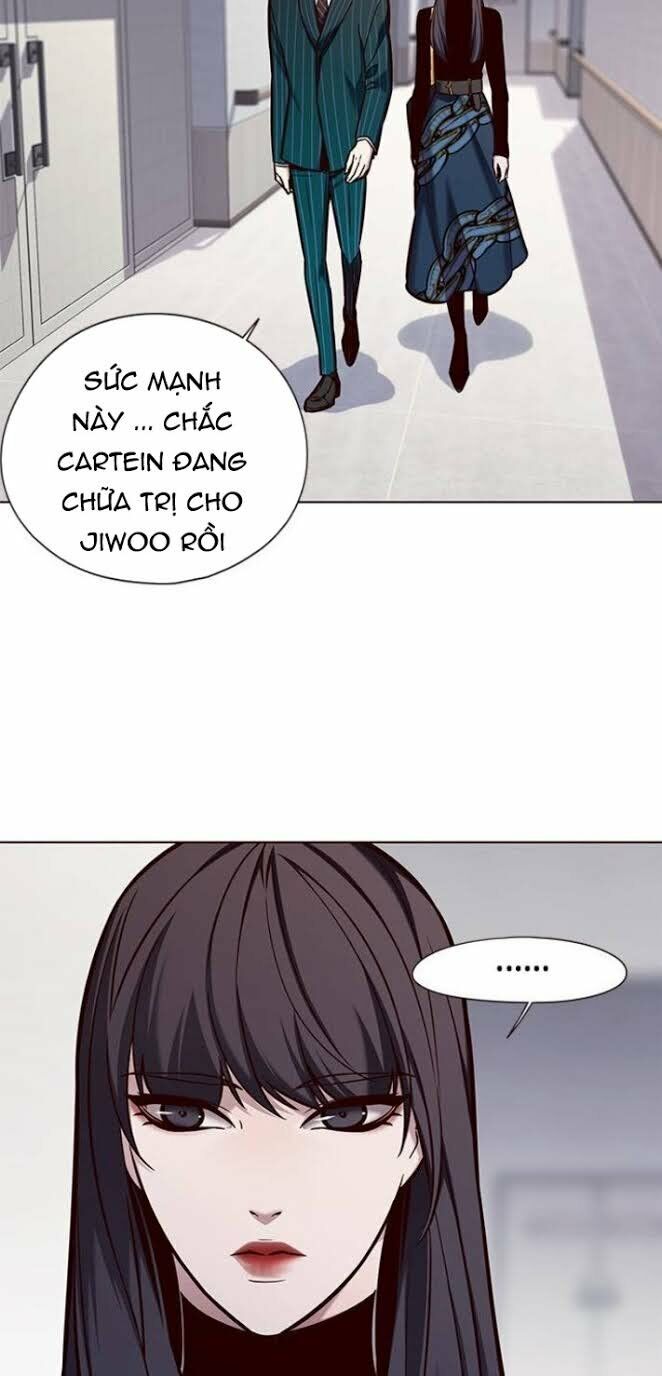 SỨC MẠNH
NÀY ... CHẮC
CARTEIN ĐANG
CHỮA TRỊ CHO
JIWOO RỒI
......